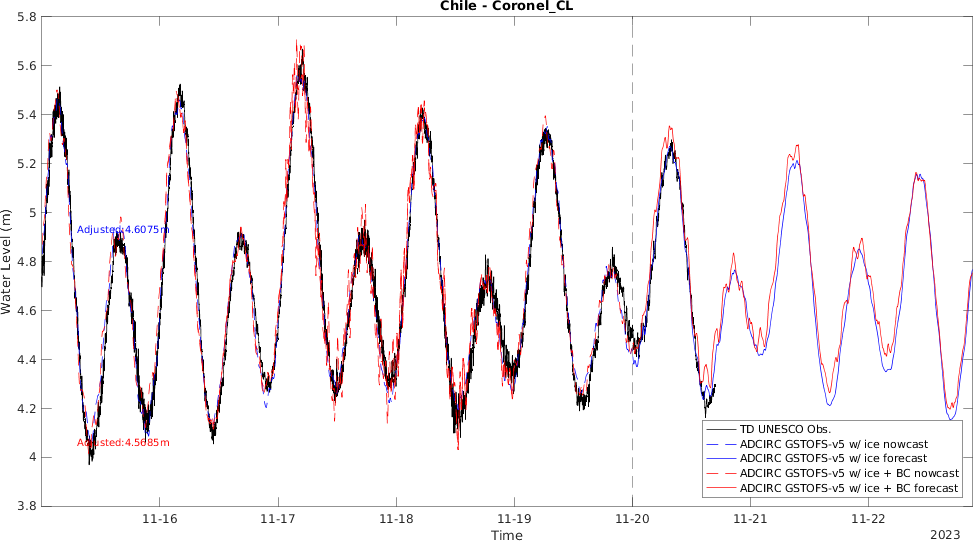 Chile - Coronel_CL
5.8
5.6
5.4
5.2
5
4.8
4.6
4.4
4.2
4
3.8
Water Level (m)
Adjusted:4.6075m
Adjusted:4.5685m
TD UNESCO Obs.
ADCIRC GSTOFS-v5 w/ ice nowcast
ADCIRC GSTOFS-v5 w/ ice forecast
ADCIRC GSTOFS-v5 w/ ice + BC nowcast
ADCIRC GSTOFS-v5 w/ ice + BC forecast
11-16
11-17
11-18
11-19
11-20
11-21
11-22
Time
2023